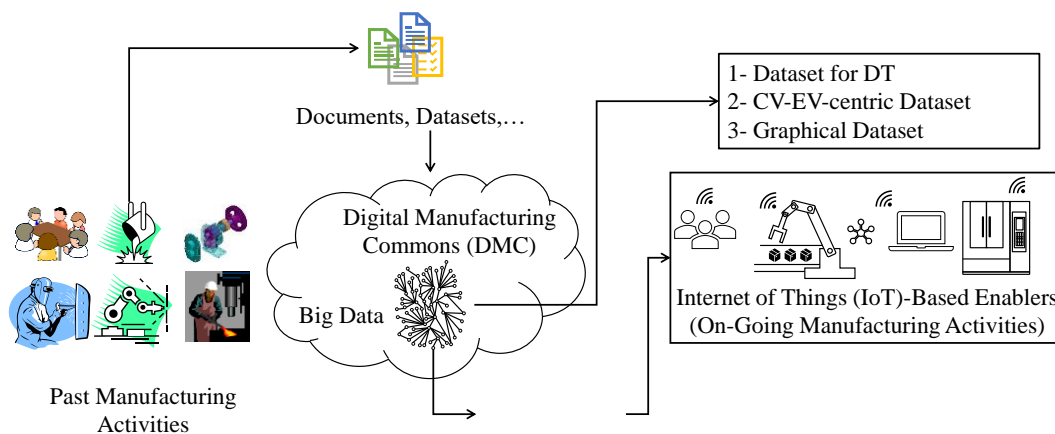 Documents, Datasets,…
1- Dataset for DT
2- CV-EV-centric Dataset
3- Graphical Dataset
Digital Manufacturing
Commons (DMC)
Big Data
Internet of Things (IoT)-Based Enablers
(On-Going Manufacturing Activities)
Past Manufacturing
Activities